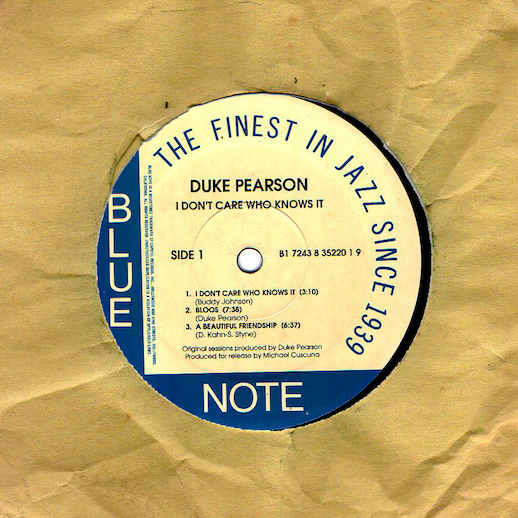 THE FINEST IN JAZZ SINCE 1939
DUKE PEARSON
I DON'T CARE WHO KNOWS IT
BLUE
SIDE 1
B1 7243 8 35220 1 9
1. I DON'T CARE WHO KNOWS IT (3:10)
(Buddy Johnson)
2. BLOOS (7:38)
(Duke Pearson)
3. A BEAUTIFUL FRIENDSHIP (6:37)
(D. Kahn-S. Styne)
Original sessions produced by Duke Pearson
Produced for release by Michael Cuscuna
NOTE